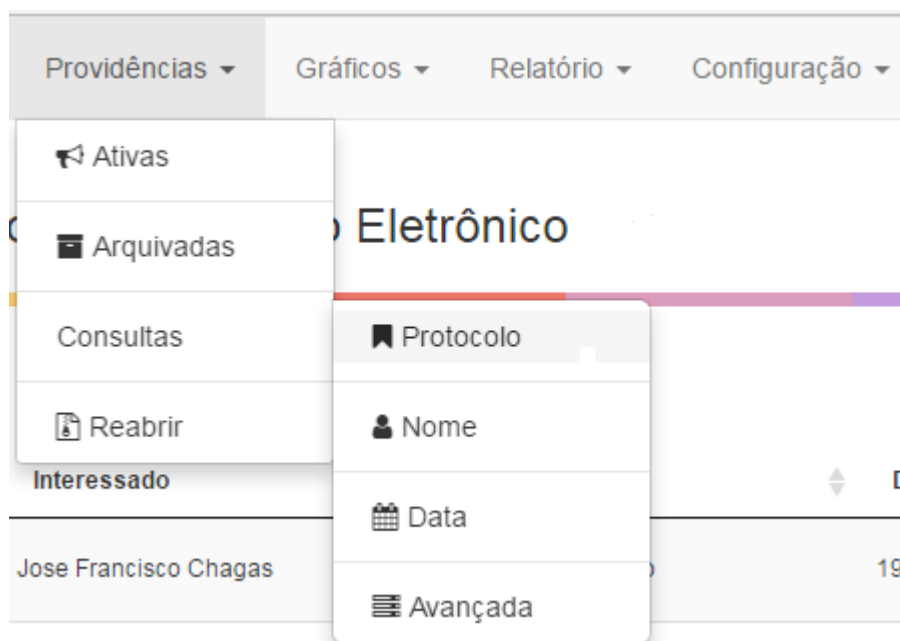 Providências Gráficos Relatório Configuração
Ativas
Eletrônico
Arquivadas
Consultas
Protocolo
Reabrir
Nome
Interessado
Data
Jose Francisco Chagas
19
Avançada